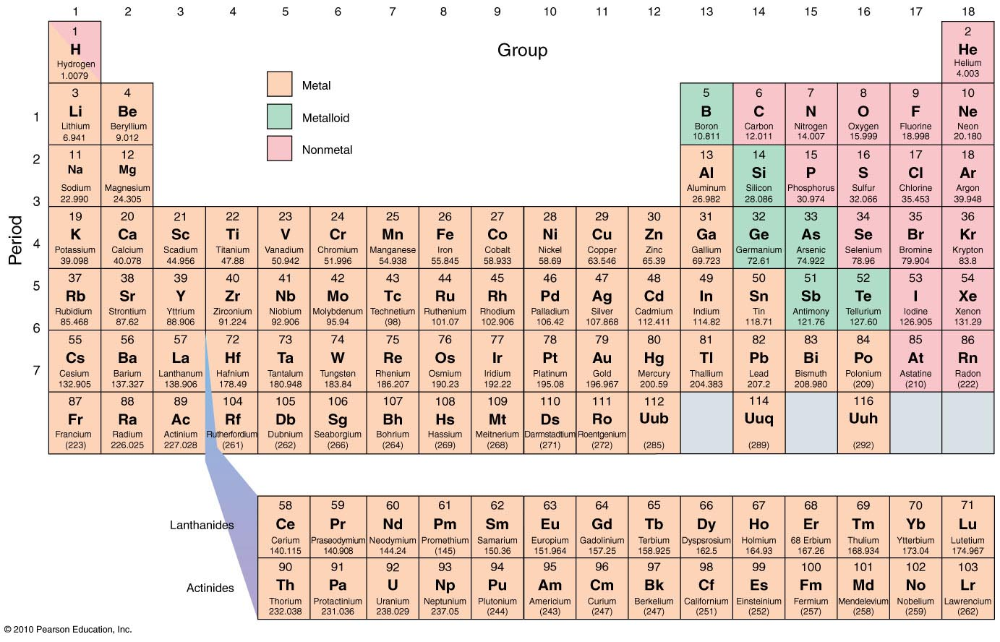 1 2 3 4 5 6 7 8 9 10 11 12 13 14 15 16 17 18
1 2
H He
Hydrogen Helium
1.0079 4.003
Group
Metal
Metalloid
Nonmetal
Period
1
2
3
4
5
6
7
3 4 5 6 7 8 9 10
Li Be B C N O F Ne
Lithium Beryllium Boron Carbon Nitrogen Oxygen Fluorine Neon
6.941 9.012 10.811 12.011 14.007 15.999 18.998 20.180
11 12 13 14 15 16 17 18
Na Mg Al Si P S Cl Ar
Sodium Magnesium Aluminum Silicon Phosphorus Sulfur Chlorine Argon
22.990 24.305 26.982 28.086 30.974 32.066 35.453 39.948
19 20 21 22 23 24 25 26 27 28 29 30 31 32 33 34 35 36
K Ca Sc Ti V Cr Mn Fe Co Ni Cu Zn Ga Ge As Se Br Kr
Potassium Calcium Scadium Titanium Vanadium Chromium Manganese Iron Cobalt Nickel Copper Zinc Gallium Germanium Arsenic Selenium Bromine Krypton
39.098 40.078 44.956 47.88 50.942 51.996 54.938 55.845 58.933 58.69 63.546 65.39 69.723 72.61 74.922 78.96 79.904 83.8
37 38 39 40 41 42 43 44 45 46 47 48 49 50 51 52 53 54
Rb Sr Y Zr Nb Mo Tc Ru Rh Pd Ag Cd In Sn Sb Te I Xe
Rubidium Strontium Yttrium Zirconium Niobium Molybdenum Technetium Ruthenium Rhodium Palladium Silver Cadmium Indium Tin Antimony Tellurium Iodine Xenon
85.468 87.62 88.906 91.224 92.906 95.94 (98) 101.07 102.906 106.42 107.868 112.411 114.82 118.71 121.76 127.60 126.905 131.29
55 56 57 72 73 74 75 76 77 78 79 80 81 82 83 84 85 86
Cs Ba La Hf Ta W Re Os Ir Pt Au Hg Tl Pb Bi Po At Rn
Cesium Barium Lanthanum Hafnium Tantalum Tungsten Rhenium Osmium Iridium Platinum Gold Mercury Thallium Lead Bismuth Polonium Astatine Radon
132.905 137.327 138.906 178.49 180.948 183.84 186.207 190.23 192.22 195.08 196.967 200.59 204.383 207.2 208.980 (209) (210) (222)
87 88 89 104 105 106 107 108 109 110 111 112 114 116
Fr Ra Ac Rf Db Sg Bh Hs Mt Ds Ro Uub Uuq Uuh
Francium Radium Actinium Rutherfordium Dubnium Seaborgium Bohrium Hassium Meitnerium Darmstadtium Roentgenium
(223) 226.025 227.028 (261) (262) (266) (264) (269) (268) (271) (272) (285) (289) (292)
Lanthanides
58 59 60 61 62 63 64 65 66 67 68 69 70 71
Ce Pr Nd Pm Sm Eu Gd Tb Dy Ho Er Tm Yb Lu
Cerium Praseodymium Neodymium Promethium Samarium Europium Gadolinium Terbium Dyspsrosium Holmium 68 Erbium Thulium Ytterbium Lutetium
140.115 140.908 144.24 (145) 150.36 151.964 157.25 158.925 162.5 164.93 167.26 168.934 173.04 174.967
Actinides
90 91 92 93 94 95 96 97 98 99 100 101 102 103
Th Pa U Np Pu Am Cm Bk Cf Es Fm Md No Lr
Thorium Protactinium Uranium Neptunium Plutonium Americium Curium Berkelium Californium Einsteinium Fermium Mendelevium Nobelium Lawrencium
232.038 231.036 238.029 237.05 (244) (243) (247) (247) (251) (252) (257) (258) (259) (262)
© 2010 Pearson Education, Inc.